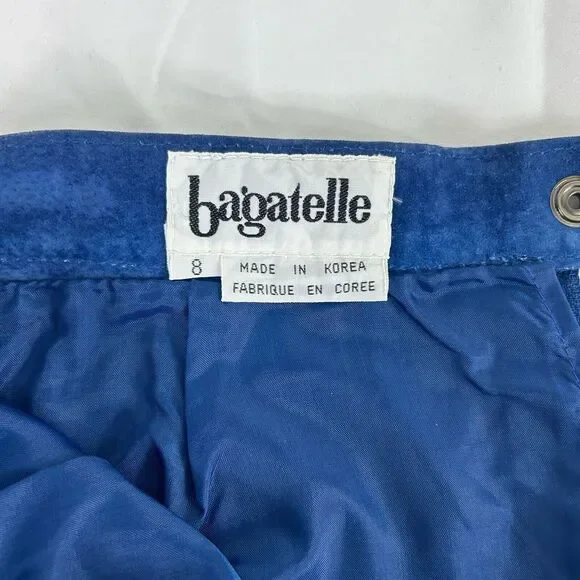 bagatelle
8
MADE IN KOREA
FABRIQUE EN COREE